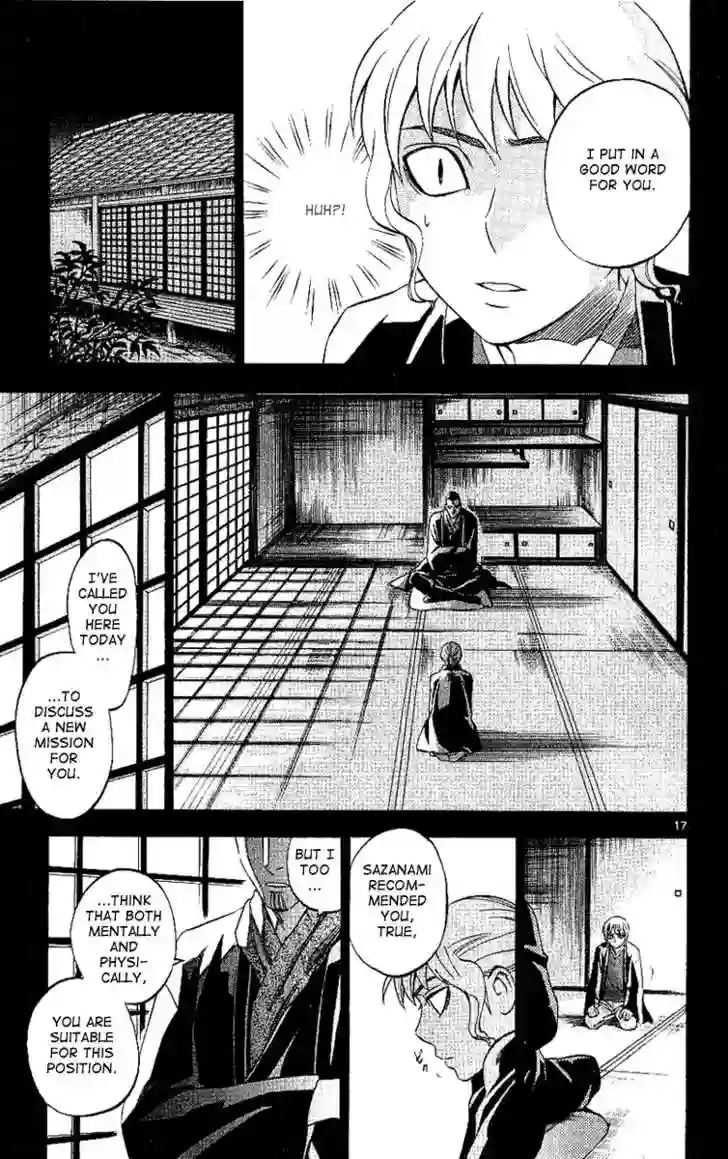 I PUT IN A
GOOD WORD
FOR YOU.
HUH?!
I'VE
CALLED
YOU
HERE
TODAY
...
...TO
DISCUSS
A NEW
MISSION
FOR
YOU.
17
SAZANAMI
RECOM-
MENDED
YOU,
TRUE,
BUT I
TOO
...
...THINK
THAT BOTH
MENTALLY
AND
PHYSI-
CALLY,
YOU ARE
SUITABLE
FOR THIS
POSITION.